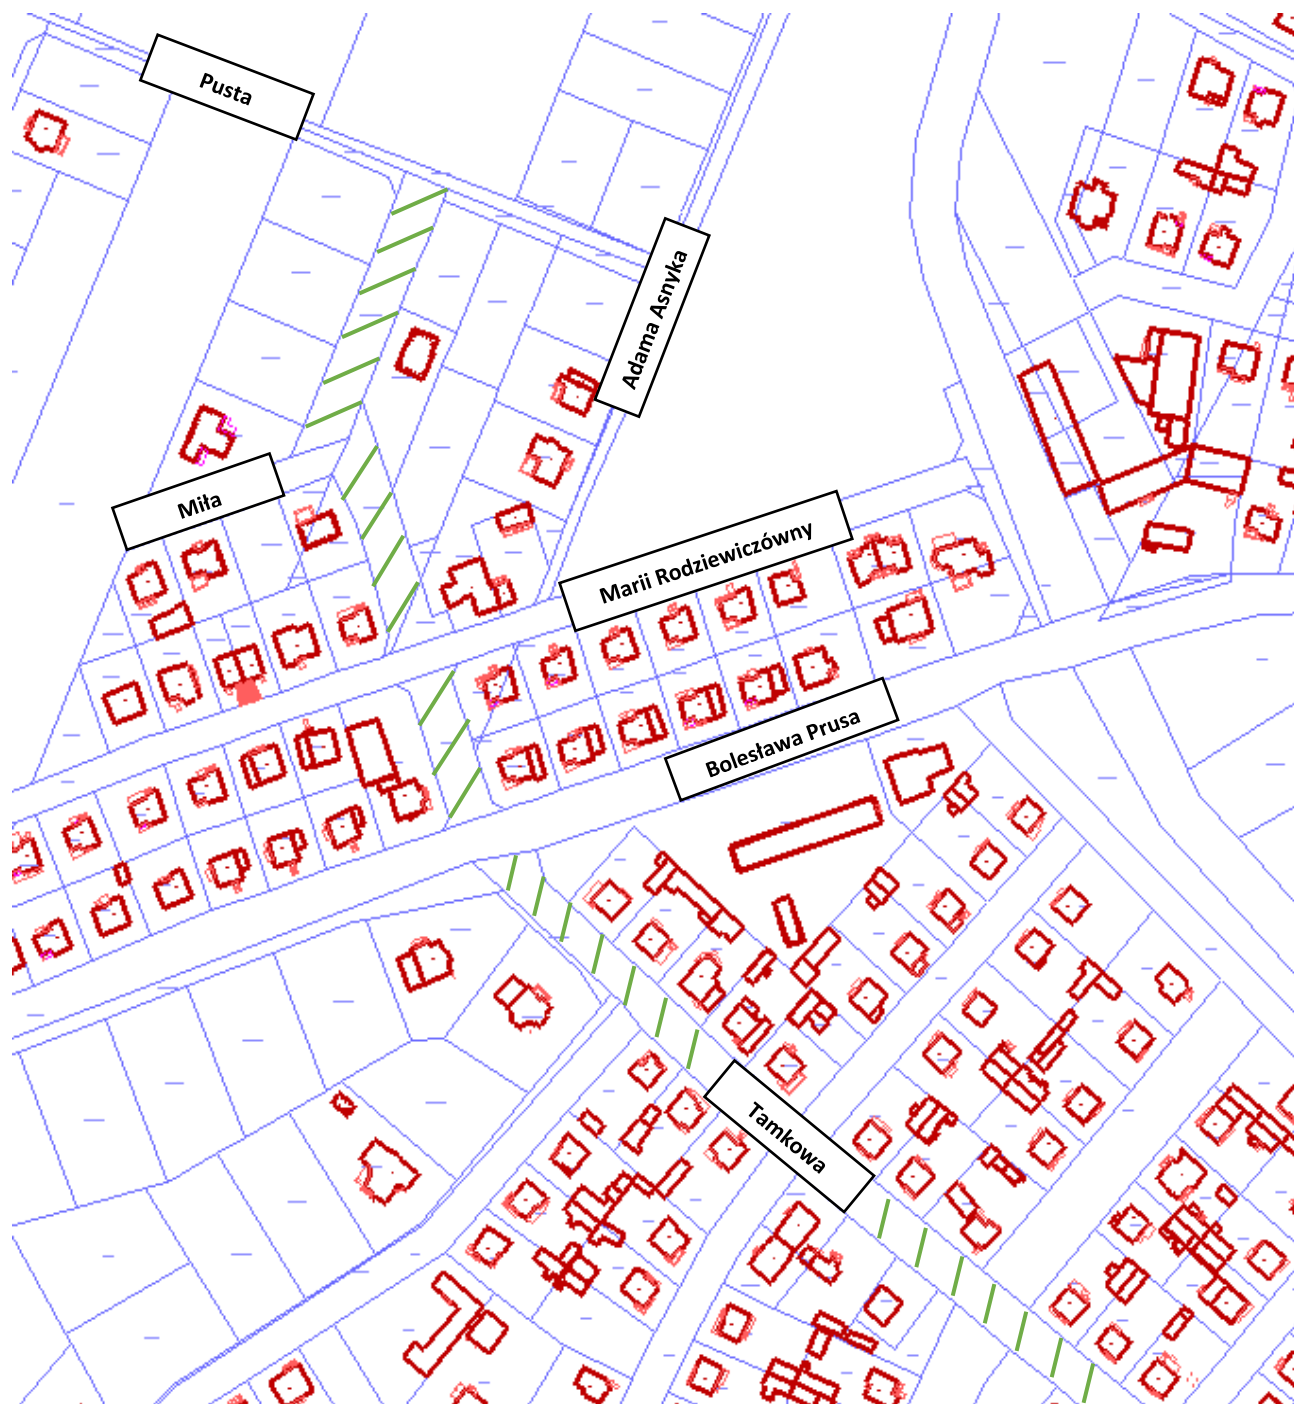 Pusta
Adama Asnyka
Miła
Marii Rodziewiczówny
Bolesława Prusa
Tamkowa